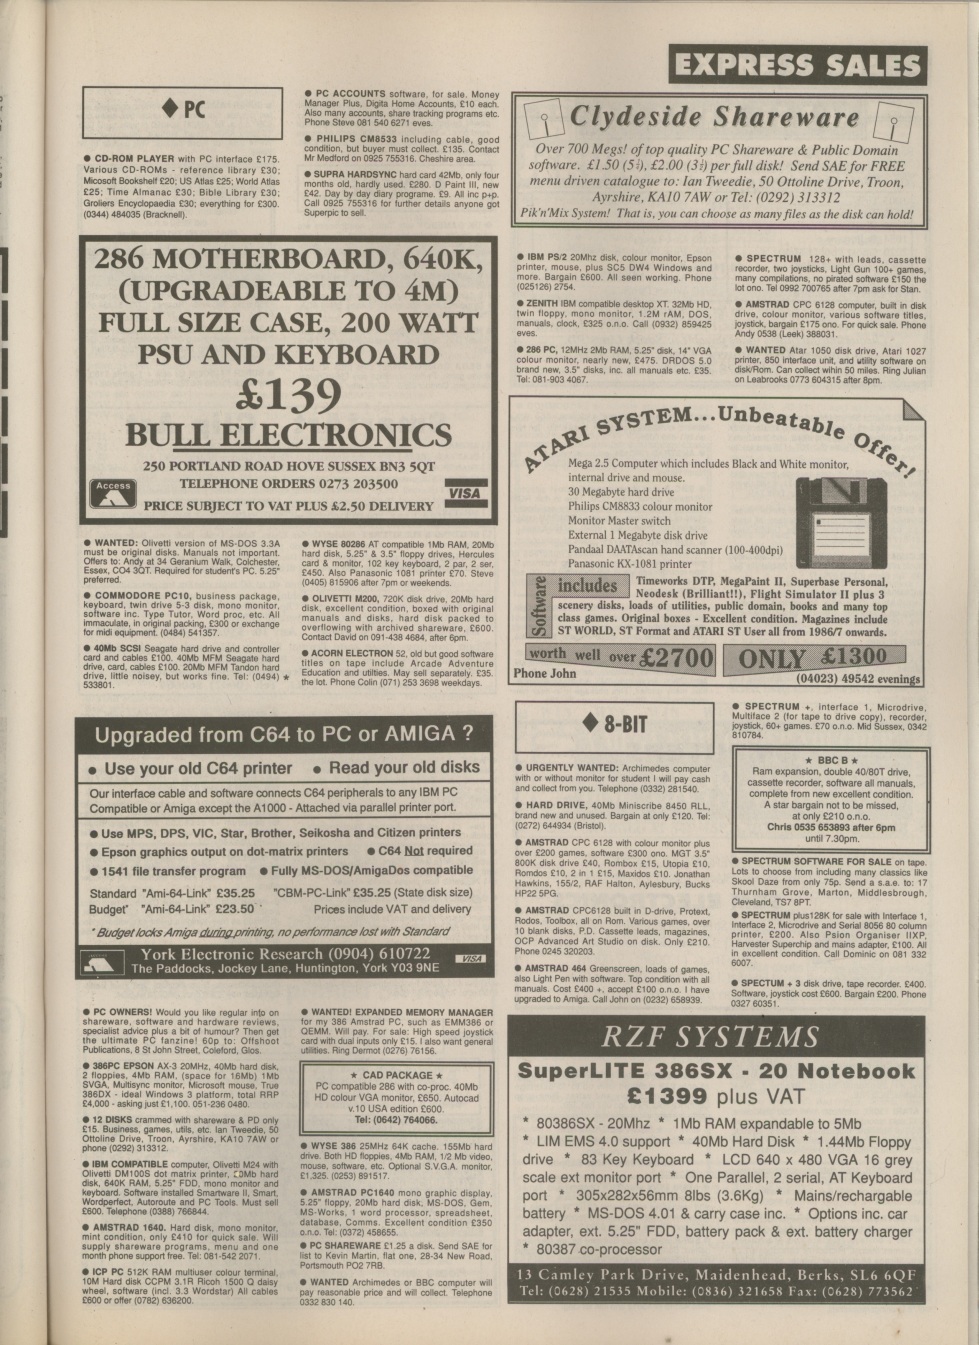 EXPRESS SALES
◆ PC
● CD-ROM PLAYER with PC interface £175.
Various CD-ROMs - reference library £30;
Micosoft Bookshelf £20; US Atlas £25; World Atlas
£25; Time Almanac £30; Bible Library £30;
Groliers Encyclopaedia £30; everything for £300.
(0344) 484035 (Bracknell).
● PC ACCOUNTS software, for sale. Money
Manager Plus, Digita Home Accounts, £10 each.
Also many accounts, share tracking programs etc.
Phone Steve 081 540 6271 eves.
● PHILIPS CM8533 including cable, good
condition, but buyer must collect. £135. Contact
Mr Medford on 0925 755316. Cheshire area.
● SUPRA HARDSYNC hard card 42Mb, only four
months old, hardly used. £280. D Paint III, new
£42. Day by day diary programe. £9. All inc p+p.
Call 0925 755316 for further details anyone got
Superpic to sell.
286 MOTHERBOARD, 640K,
(UPGRADEABLE TO 4M)
FULL SIZE CASE, 200 WATT
PSU AND KEYBOARD
£139
BULL ELECTRONICS
250 PORTLAND ROAD HOVE SUSSEX BN3 5QT
TELEPHONE ORDERS 0273 203500
PRICE SUBJECT TO VAT PLUS £2.50 DELIVERY
Access
VISA
● WANTED: Olivetti version of MS-DOS 3.3A
must be original disks. Manuals not important.
Offers to: Andy at 34 Geranium Walk, Colchester,
Essex, CO4 3QT. Required for student's PC. 5.25"
preferred.
● COMMODORE PC10, business package,
keyboard, twin drive 5-3 disk, mono monitor,
software inc. Type Tutor, Word proc, etc. All
immaculate, in original packing, £300 or exchange
for midi equipment. (0484) 541357.
● 40Mb SCSI Seagate hard drive and controller
card and cables £100. 40Mb MFM Seagate hard
drive, card, cables £100. 20Mb MFM Tandon hard
drive, little noisey, but works fine. Tel: (0494) ★
533801.
● WYSE 80286 AT compatible 1Mb RAM, 20Mb
hard disk, 5.25" & 3.5" floppy drives, Hercules
card & monitor, 102 key keyboard, 2 par, 2 ser,
£450. Also Panasonic 1081 printer £70. Steve
(0405) 815906 after 7pm or weekends.
● OLIVETTI M200, 720K disk drive, 20Mb hard
disk, excellent condition, boxed with original
manuals and disks, hard disk packed to
overflowing with archived shareware, £600.
Contact David on 091-438 4684, after 6pm.
● ACORN ELECTRON 52, old but good software
titles on tape include Arcade Adventure
Education and utilties. May sell separately. £35.
the lot. Phone Colin (071) 253 3698 weekdays.
Upgraded from C64 to PC or AMIGA ?
● Use your old C64 printer ● Read your old disks
Our interface cable and software connects C64 peripherals to any IBM PC
Compatible or Amiga except the A1000 - Attached via parallel printer port.
● Use MPS, DPS, VIC, Star, Brother, Seikosha and Citizen printers
● Epson graphics output on dot-matrix printers ● C64 Not required
● 1541 file transfer program ● Fully MS-DOS/AmigaDos compatible
Standard "Ami-64-Link" £35.25 "CBM-PC-Link" £35.25 (State disk size)
Budget* "Ami-64-Link" £23.50 Prices include VAT and delivery
* Budget locks Amiga during printing, no performance lost with Standard
York Electronic Research (0904) 610722
The Paddocks, Jockey Lane, Huntington, York Y03 9NE
VISA
● PC OWNERS! Would you like regular info on
shareware, software and hardware reviews,
specialist advice plus a bit of humour? Then get
the ultimate PC fanzine! 60p to: Offshoot
Publications, 8 St John Street, Coleford, Glos.
● 386PC EPSON AX-3 20MHz, 40Mb hard disk,
2 floppies, 4Mb RAM, (space for 16Mb) 1Mb
SVGA, Multisync monitor, Microsoft mouse, True
386DX - ideal Windows 3 platform, total RRP
£4,000 - asking just £1,100. 051-236 0480.
● 12 DISKS crammed with shareware & PD only
£15. Business, games, utils, etc. Ian Tweedie, 50
Ottoline Drive, Troon, Ayrshire, KA10 7AW or
phone (0292) 313312.
● IBM COMPATIBLE computer, Olivetti M24 with
Olivetti DM100S dot matrix printer, 20Mb hard
disk, 640K RAM, 5.25" FDD, mono monitor and
keyboard. Software installed Smartware II, Smart,
Wordperfect, Autoroute and PC Tools. Must sell
£600. Telephone (0388) 766844.
● AMSTRAD 1640. Hard disk, mono monitor,
mint condition, only £410 for quick sale. Will
supply shareware programs, menu and one
month phone support free. Tel: 081-542 2071.
● ICP PC 512K RAM multiuser colour terminal,
10M Hard disk CCPM 3.1R Ricoh 1500 Q daisy
wheel, software (incl. 3.3 Wordstar) All cables
£600 or offer (0782) 636200.
● WANTED! EXPANDED MEMORY MANAGER
for my 386 Amstrad PC, such as EMM386 or
QEMM. Will pay. For sale: High speed joystick
card with dual inputs only £15. I also want general
utilities. Ring Dermot (0276) 76156.
★ CAD PACKAGE ★
PC compatible 286 with co-proc. 40Mb
HD colour VGA monitor, £650. Autocad
v.10 USA edition £600.
Tel: (0642) 764066.
● WYSE 386 25MHz 64K cache. 155Mb hard
drive. Both HD floppies, 4Mb RAM, 1/2 Mb video,
mouse, software, etc. Optional S.V.G.A. monitor,
£1,325. (0253) 891517.
● AMSTRAD PC1640 mono graphic display,
5.25" floppy, 20Mb hard disk, MS-DOS, Gem,
MS-Works, 1 word processor, spreadsheet,
database, Comms. Excellent condition £350
o.n.o. Tel: (0372) 458655.
● PC SHAREWARE £1.25 a disk. Send SAE for
list to Kevin Martin, flat one, 28-34 New Road,
Portsmouth PO2 7RB.
● WANTED Archimedes or BBC computer will
pay reasonable price and will collect. Telephone
0332 830 140.
Clydeside Shareware
Over 700 Megs! of top quality PC Shareware & Public Domain
software. £1.50 (5¼), £2.00 (3½) per full disk! Send SAE for FREE
menu driven catalogue to: Ian Tweedie, 50 Ottoline Drive, Troon,
Ayrshire, KA10 7AW or Tel: (0292) 313312
Pik'n'Mix System! That is, you can choose as many files as the disk can hold!
● IBM PS/2 20Mhz disk, colour monitor, Epson
printer, mouse, plus SC5 DW4 Windows and
more. Bargain £600. All seen working. Phone
(025126) 2754.
● ZENITH IBM compatible desktop XT. 32Mb HD,
twin floppy, mono monitor, 1.2M rAM, DOS,
manuals, clock, £325 o.n.o. Call (0932) 859425
eves.
● 286 PC, 12MHz 2Mb RAM, 5.25" disk, 14" VGA
colour monitor, nearly new, £475. DRDOS 5.0
brand new, 3.5" disks, inc. all manuals etc. £35.
Tel: 081-903 4067.
● SPECTRUM 128+ with leads, cassette
recorder, two joysticks, Light Gun 100+ games,
many compilations, no pirated software £150 the
lot ono. Tel 0992 700765 after 7pm ask for Stan.
● AMSTRAD CPC 6128 computer, built in disk
drive, colour monitor, various software titles,
joystick, bargain £175 ono. For quick sale. Phone
Andy 0538 (Leek) 388031.
● WANTED Atar 1050 disk drive, Atari 1027
printer, 850 interface unit, and utility software on
disk/Rom. Can collect wihin 50 miles. Ring Julian
on Leabrooks 0773 604315 after 8pm.
ATARI SYSTEM...Unbeatable Offer!
Mega 2.5 Computer which includes Black and White monitor,
internal drive and mouse.
30 Megabyte hard drive
Philips CM8833 colour monitor
Monitor Master switch
External 1 Megabyte disk drive
Pandaal DAATAscan hand scanner (100-400dpi)
Panasonic KX-1081 printer
Software includes Timeworks DTP, MegaPaint II, Superbase Personal,
Neodesk (Brilliant!!), Flight Simulator II plus 3
scenery disks, loads of utilities, public domain, books and many top
class games. Original boxes - Excellent condition. Magazines include
ST WORLD, ST Format and ATARI ST User all from 1986/7 onwards.
worth well over £2700 ONLY £1300
Phone John (04023) 49542 evenings
◆ 8-BIT
● URGENTLY WANTED: Archimedes computer
with or without monitor for student I will pay cash
and collect from you. Telephone (0332) 281540.
● HARD DRIVE, 40Mb Miniscribe 8450 RLL,
brand new and unused. Bargain at only £120. Tel:
(0272) 644934 (Bristol).
● AMSTRAD CPC 6128 with colour monitor plus
over £200 games, software £300 ono. MGT 3.5"
800K disk drive £40, Rombox £15, Utopia £10,
Romdos £10, 2 in 1 £15, Maxidos £10. Jonathan
Hawkins, 155/2, RAF Halton, Aylesbury, Bucks
HP22 5PG.
● AMSTRAD CPC6128 built in D-drive, Protext,
Rodos, Toolbox, all on Rom. Various games, over
10 blank disks, P.D. Cassette leads, magazines,
OCP Advanced Art Studio on disk. Only £210.
Phone 0245 320203.
● AMSTRAD 464 Greenscreen, loads of games,
also Light Pen with software. Top condition with all
manuals. Cost £400 +, accept £100 o.n.o. I have
upgraded to Amiga. Call John on (0232) 658939.
● SPECTRUM +, interface 1, Microdrive,
Multiface 2 (for tape to drive copy), recorder,
joystick, 60+ games. £70 o.n.o. Mid Sussex, 0342
810784.
★ BBC B ★
Ram expansion, double 40/80T drive,
cassette recorder, software all manuals,
complete from new excellent condition.
A star bargain not to be missed,
at only £210 o.n.o.
Chris 0535 653893 after 6pm
until 7.30pm.
● SPECTRUM SOFTWARE FOR SALE on tape.
Lots to choose from including many classics like
Skool Daze from only 75p. Send a s.a.e. to: 17
Thurnham Grove, Marton, Middlesbrough,
Cleveland, TS7 8PT.
● SPECTRUM plus128K for sale with Interface 1,
Interface 2, Microdrive and Serial 8056 80 column
printer, £200. Also Psion Organiser IIXP,
Harvester Superchip and mains adapter, £100. All
in excellent condition. Call Dominic on 081 332
6007.
● SPECTUM + 3 disk drive, tape recorder. £400.
Software, joystick cost £600. Bargain £200. Phone
0327 60351.
RZF SYSTEMS
SuperLITE 386SX - 20 Notebook
£1399 plus VAT
* 80386SX - 20Mhz * 1Mb RAM expandable to 5Mb
* LIM EMS 4.0 support * 40Mb Hard Disk * 1.44Mb Floppy
drive * 83 Key Keyboard * LCD 640 x 480 VGA 16 grey
scale ext monitor port * One Parallel, 2 serial, AT Keyboard
port * 305x282x56mm 8lbs (3.6Kg) * Mains/rechargable
battery * MS-DOS 4.01 & carry case inc. * Options inc. car
adapter, ext. 5.25" FDD, battery pack & ext. battery charger
* 80387 co-processor
13 Camley Park Drive, Maidenhead, Berks, SL6 6QF
Tel: (0628) 21535 Mobile: (0836) 321658 Fax: (0628) 773562